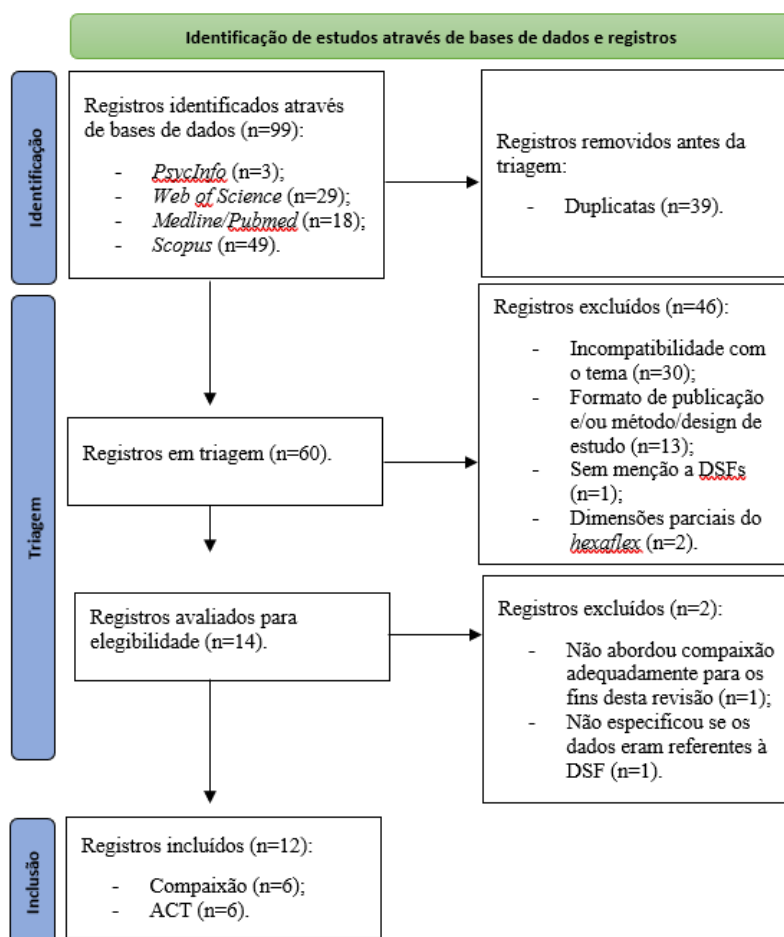 Identificação de estudos através de bases de dados e registros
Identificação
Registros identificados através
de bases de dados (n=99):
- PsycInfo (n=3);
- Web of Science (n=29);
- Medline/Pubmed (n=18);
- Scopus (n=49).
Registros removidos antes da
triagem:
- Duplicatas (n=39).
Triagem
Registros em triagem (n=60).
Registros excluídos (n=46):
- Incompatibilidade com
o tema (n=30);
- Formato de publicação
e/ou método/design de
estudo (n=13);
- Sem menção a DSFs
(n=1);
- Dimensões parciais do
hexaflex (n=2).
Registros avaliados para
elegibilidade (n=14).
Registros excluídos (n=2):
- Não abordou compaixão
adequadamente para os
fins desta revisão (n=1);
- Não especificou se os
dados eram referentes à
DSF (n=1).
Inclusão
Registros incluídos (n=12):
- Compaixão (n=6);
- ACT (n=6).